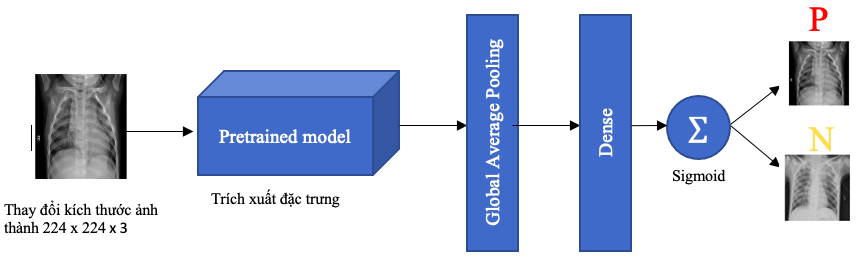 Thay đổi kích thước ảnh
thành 224 x 224 x 3
Pretrained model
Trích xuất đặc trưng
Global Average Pooling
Dense
Σ
Sigmoid
P
N